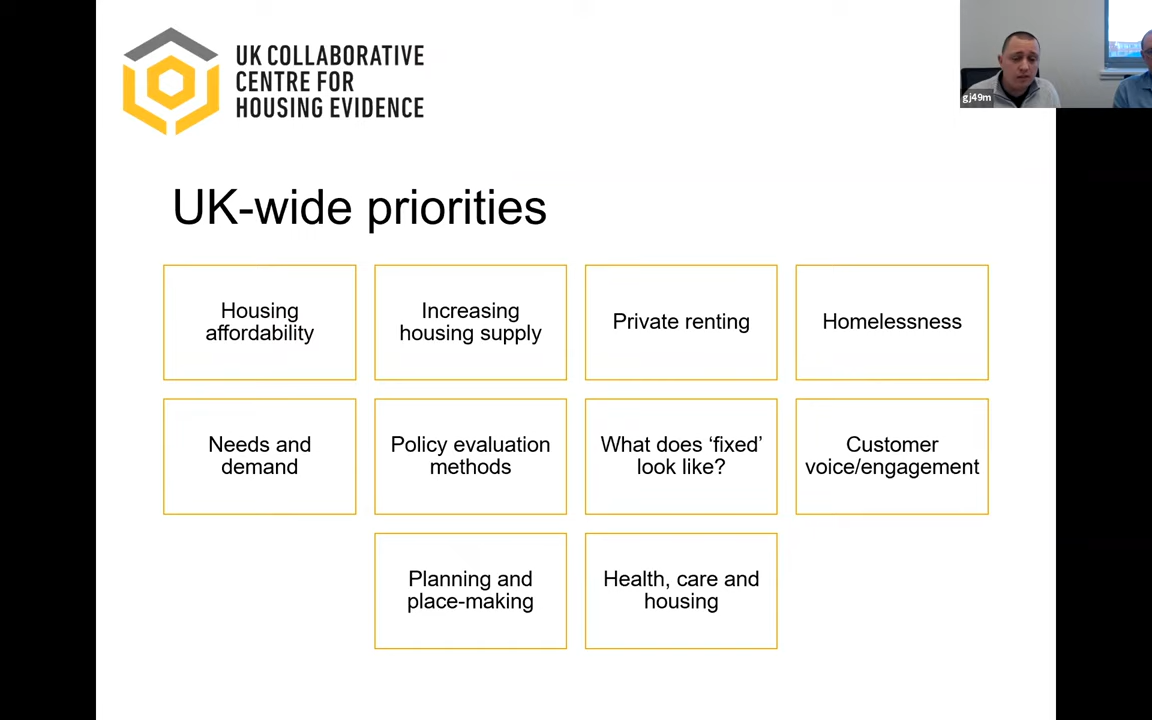 UK COLLABORATIVE
CENTRE FOR
HOUSING EVIDENCE
gj49m
UK-wide priorities
Housing
affordability
Increasing
housing supply
Private renting
Homelessness
Needs and
demand
Policy evaluation
methods
What does ‘fixed’
look like?
Customer
voice/engagement
Planning and
place-making
Health, care and
housing